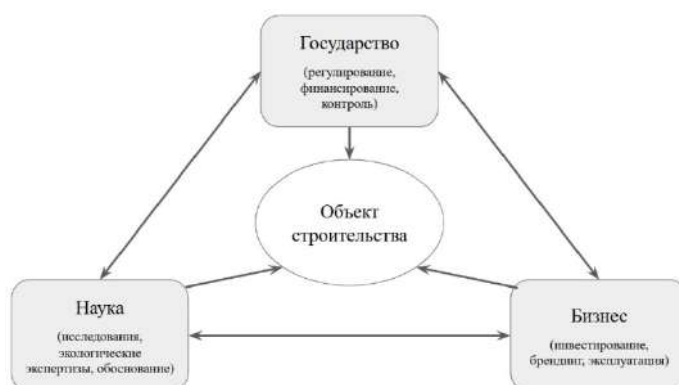 Государство
(регулирование,
финансирование,
контроль)
Объект
строительства
Наука
(исследования,
экологические
экспертизы, обоснование)
Бизнес
(инвестирование,
брендинг, эксплуатация)